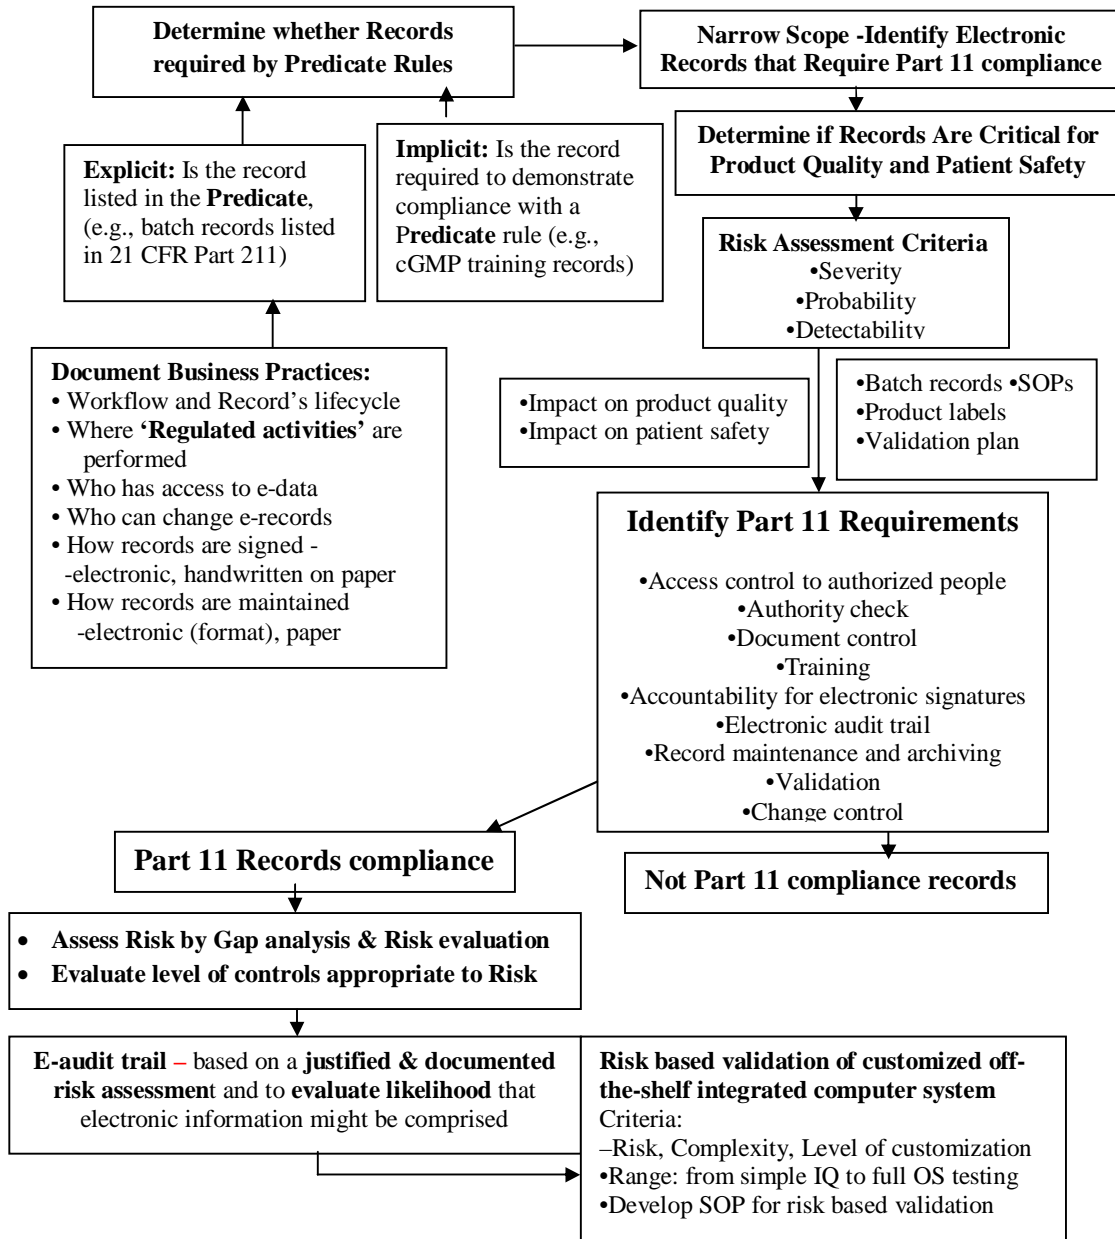 Determine whether Records
required by Predicate Rules
Narrow Scope -Identify Electronic
Records that Require Part 11 compliance
Determine if Records Are Critical for
Product Quality and Patient Safety
Explicit: Is the record
listed in the Predicate,
(e.g., batch records listed
in 21 CFR Part 211)
Implicit: Is the record
required to demonstrate
compliance with a
Predicate rule (e.g.,
cGMP training records)
Risk Assessment Criteria
•Severity
•Probability
•Detectability
Document Business Practices:
• Workflow and Record's lifecycle
• Where ‘Regulated activities’ are
performed
• Who has access to e-data
• Who can change e-records
• How records are signed -
-electronic, handwritten on paper
• How records are maintained
-electronic (format), paper
•Impact on product quality
•Impact on patient safety
•Batch records •SOPs
•Product labels
•Validation plan
Identify Part 11 Requirements
•Access control to authorized people
•Authority check
•Document control
•Training
•Accountability for electronic signatures
•Electronic audit trail
•Record maintenance and archiving
•Validation
•Change control
Part 11 Records compliance
Not Part 11 compliance records
• Assess Risk by Gap analysis & Risk evaluation
• Evaluate level of controls appropriate to Risk
E-audit trail – based on a justified & documented
risk assessment and to evaluate likelihood that
electronic information might be comprised
Risk based validation of customized off-
the-shelf integrated computer system
Criteria:
–Risk, Complexity, Level of customization
•Range: from simple IQ to full OS testing
•Develop SOP for risk based validation